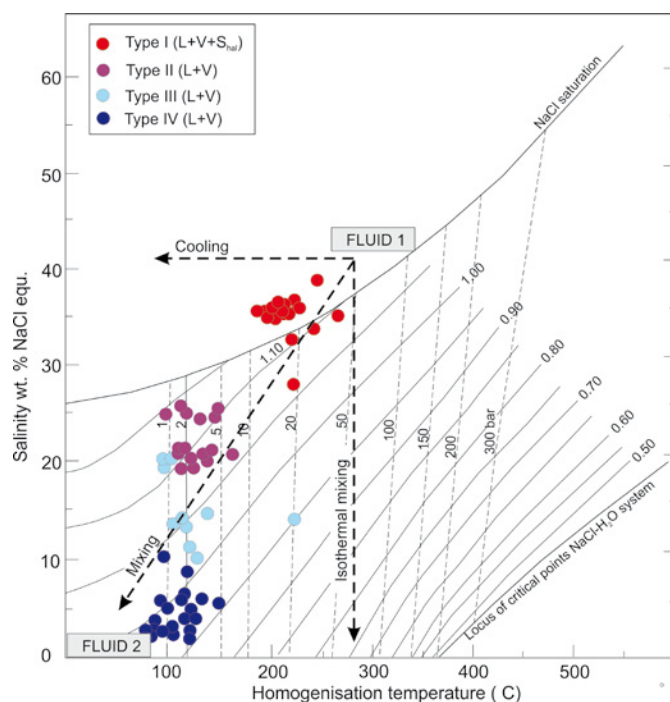 Type I (L+V+Shal)
Type II (L+V)
Type III (L+V)
Type IV (L+V)
60
50
40
30
20
10
0
Salinity wt. % NaCl equ.
NaCl saturation
Cooling
FLUID 1
1.00
0.90
0.80
0.70
0.60
0.50
1.10
1
2
5
10
20
50
100
150
200
300 bar
Isothermal mixing
Mixing
Locus of critical points NaCl-H2O system
FLUID 2
100
200
300
400
500
Homogenisation temperature ( C)